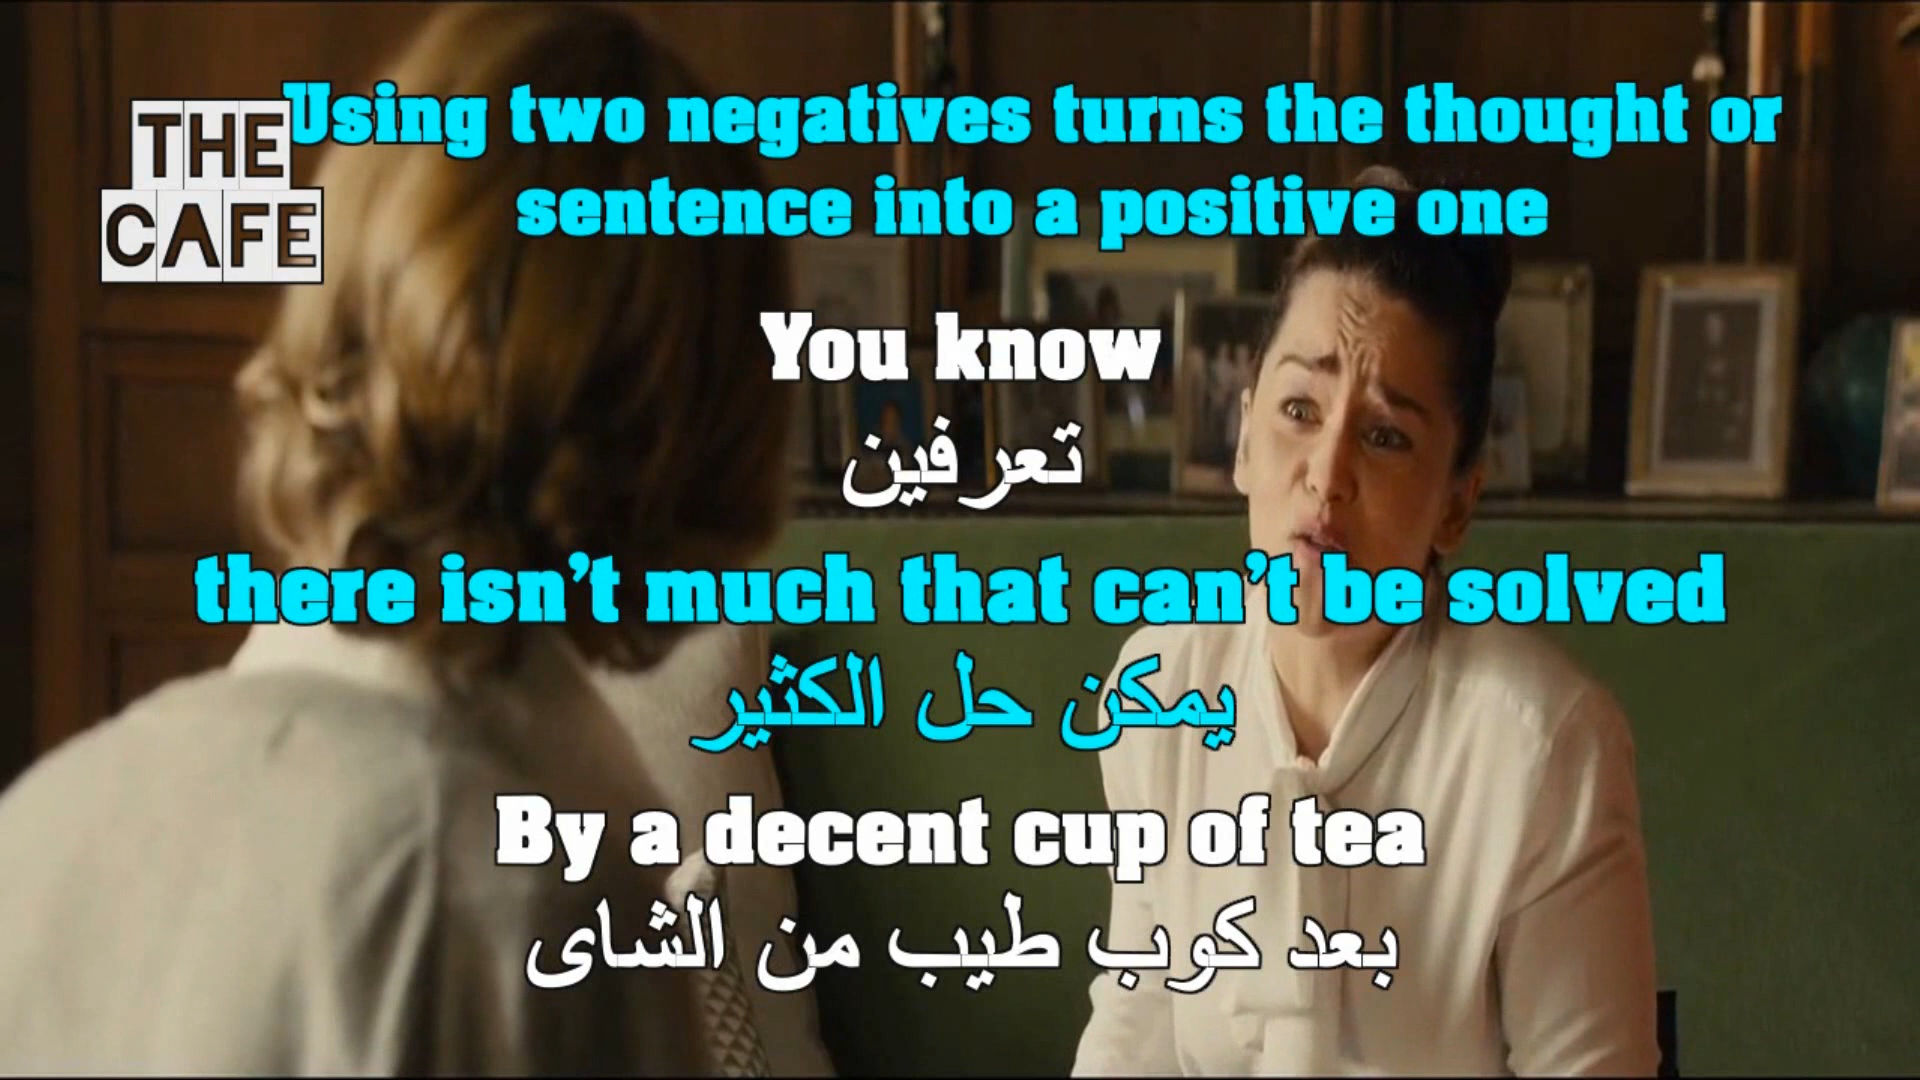 THE
CAFE
Using two negatives turns the thought or
sentence into a positive one
You know
تعرفين
there isn't much that can't be solved
يمكن حل الكثير
By a decent cup of tea
بعد كوب طيب من الشاى